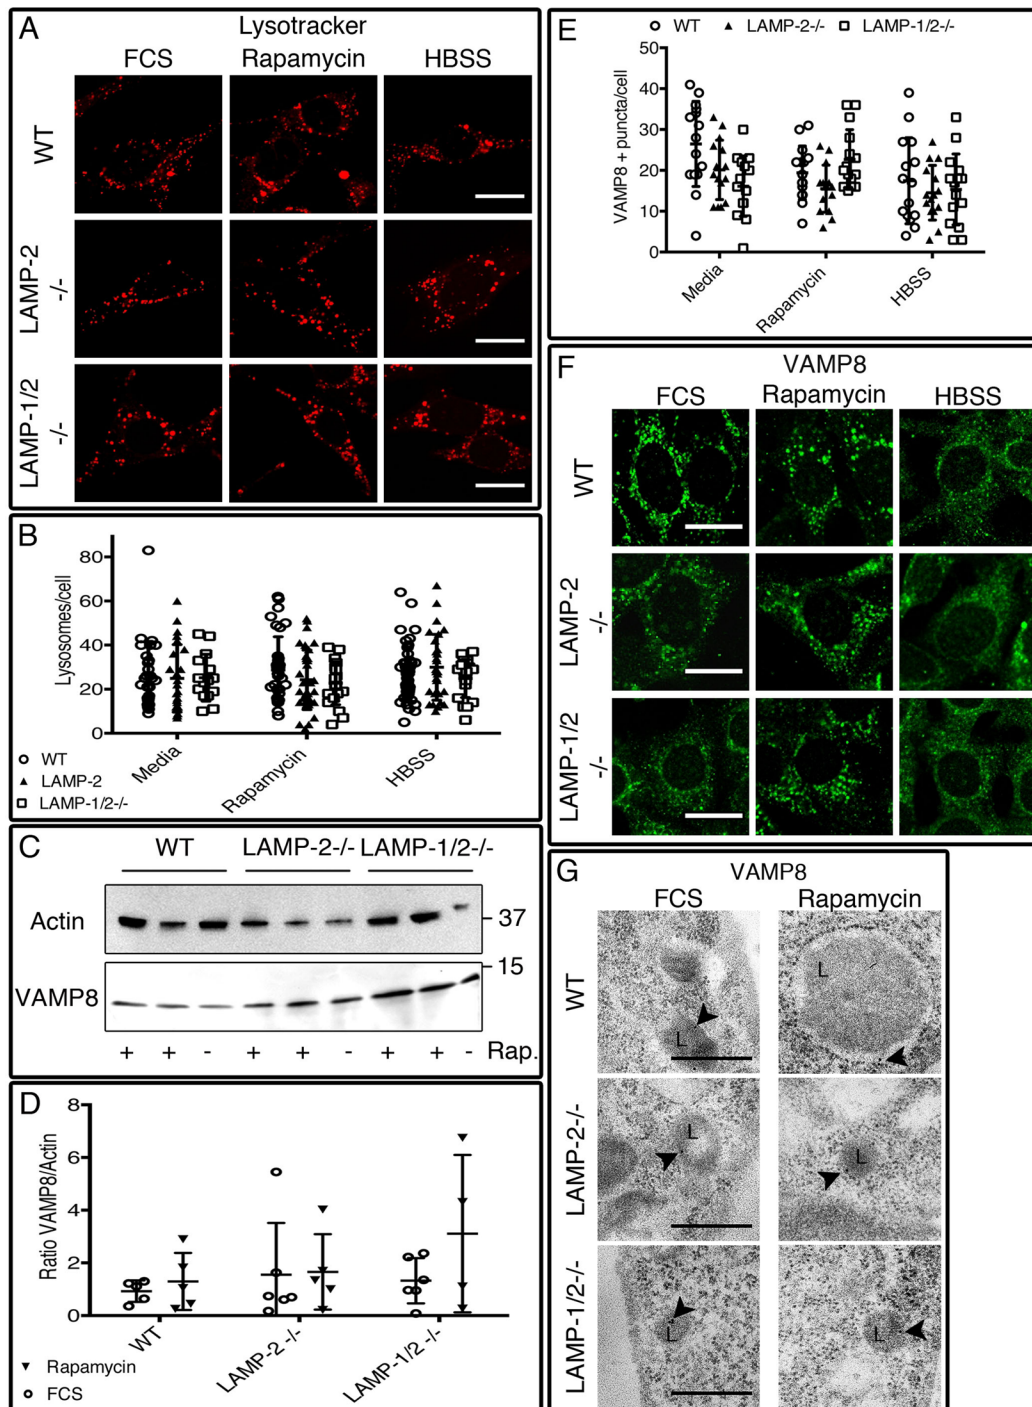 A
Lysotracker
FCS Rapamycin HBSS
WT
LAMP-2
-/-
LAMP-1/2
-/-
B
Lysosomes/cell
80
60
40
20
0
Media Rapamycin HBSS
WT
LAMP-2
LAMP-1/2-/-
C
WT LAMP-2-/- LAMP-1/2-/-
Actin
37
15
VAMP8
+ + - + + - + + - Rap.
D
Ratio VAMP8/Actin
8
6
4
2
0
WT LAMP-2 -/- LAMP-1/2 -/-
Rapamycin
FCS
E
WT LAMP-2-/- LAMP-1/2-/-
VAMP8 + puncta/cell
50
40
30
20
10
0
Media Rapamycin HBSS
F
VAMP8
FCS Rapamycin HBSS
WT
LAMP-2
-/-
LAMP-1/2
-/-
G
VAMP8
FCS Rapamycin
WT
L
L
LAMP-2-/-
L
L
LAMP-1/2-/-
L
L